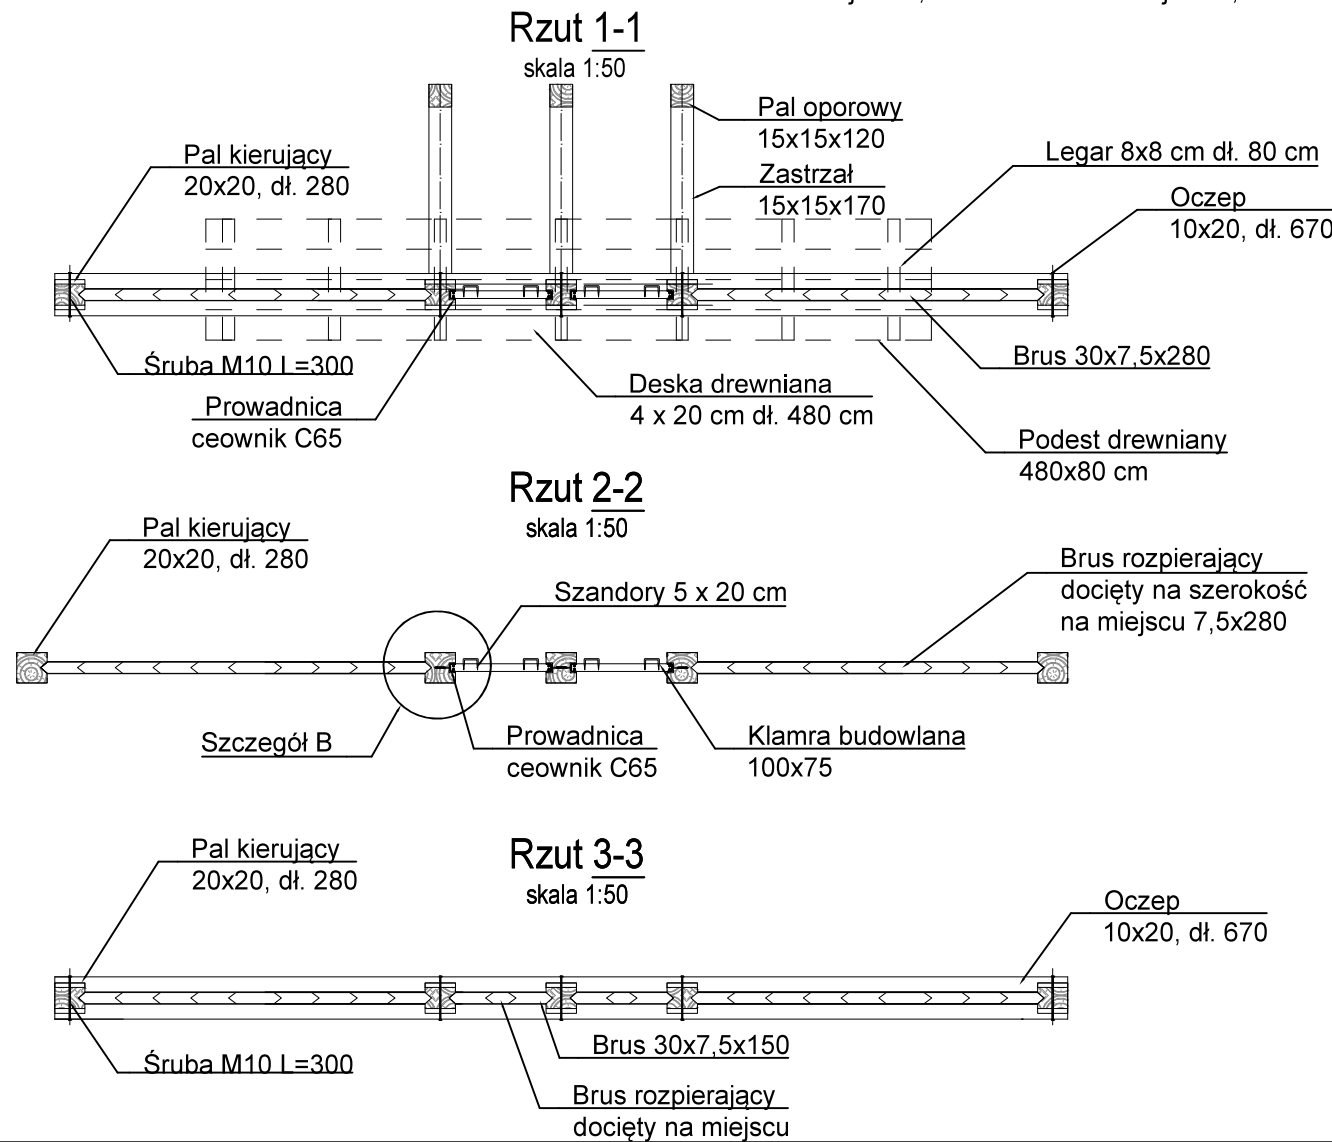 Rzut 1-1
skala 1:50
Pal oporowy
15x15x120
Pal kierujący
20x20, dł. 280
Legar 8x8 cm dł. 80 cm
Zastrzał
15x15x170
Oczep
10x20, dł. 670
Śruba M10 L=300
Brus 30x7,5x280
Deska drewniana
4 x 20 cm dł. 480 cm
Prowadnica
ceownik C65
Podest drewniany
480x80 cm
Rzut 2-2
skala 1:50
Pal kierujący
20x20, dł. 280
Brus rozpierający
docięty na szerokość
na miejscu 7,5x280
Szandory 5 x 20 cm
Szczegół B
Prowadnica
ceownik C65
Klamra budowlana
100x75
Rzut 3-3
skala 1:50
Pal kierujący
20x20, dł. 280
Oczep
10x20, dł. 670
Śruba M10 L=300
Brus 30x7,5x150
Brus rozpierający
docięty na miejscu